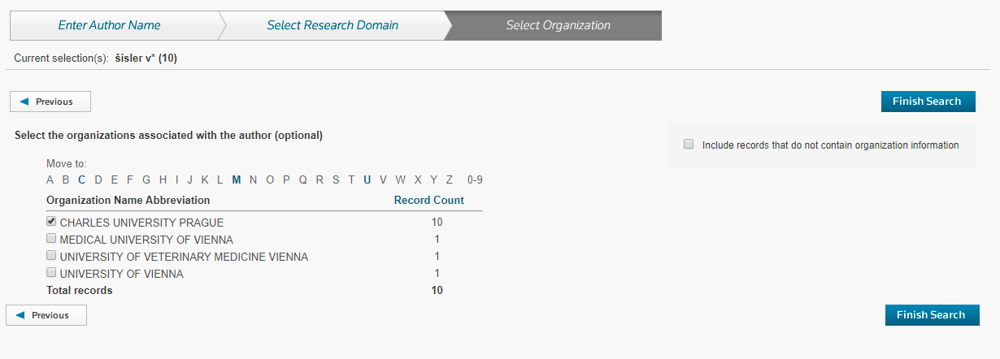 Enter Author Name Select Research Domain Select Organization
Current selection(s): šisler v* (10)
Previous Finish Search
Select the organizations associated with the author (optional)
Include records that do not contain organization information
Move to:
A B C D E F G H I J K L M N O P Q R S T U V W X Y Z 0-9
Organization Name Abbreviation Record Count
CHARLES UNIVERSITY PRAGUE 10
MEDICAL UNIVERSITY OF VIENNA 1
UNIVERSITY OF VETERINARY MEDICINE VIENNA 1
UNIVERSITY OF VIENNA 1
Total records 10
Previous Finish Search